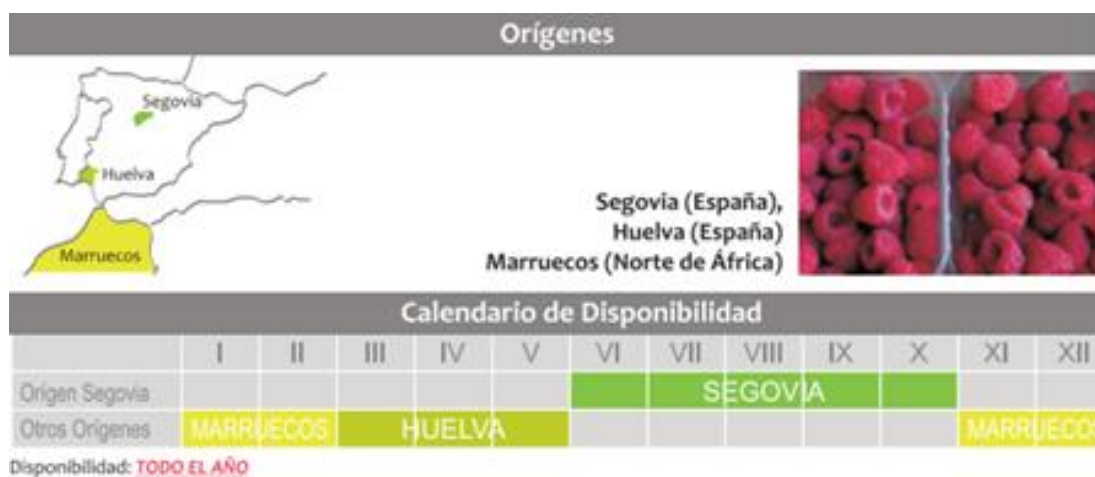 Orígenes
Segovia
Huelva
Marruecos
Segovia (España),
Huelva (España)
Marruecos (Norte de África)
Calendario de Disponibilidad
I II III IV V VI VII VIII IX X XI XII
Orígen Segovia SEGOVIA
Otros Orígenes MARRUECOS HUELVA MARRUECOS
Disponibilidad: TODO EL AÑO